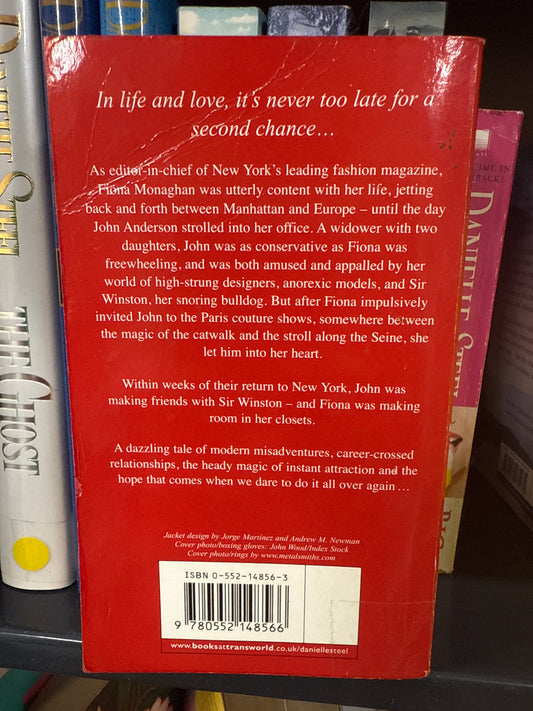 In life and love, it's never too late for a
second chance…
As editor-in-chief of New York's leading fashion magazine,
Fiona Monaghan was utterly content with her life, jetting
back and forth between Manhattan and Europe – until the day
John Anderson strolled into her office. A widower with two
daughters, John was as conservative as Fiona was
freewheeling, and was both amused and appalled by her
world of high-strung designers, anorexic models, and Sir
Winston, her snoring bulldog. But after Fiona impulsively
invited John to the Paris couture shows, somewhere between
the magic of the catwalk and the stroll along the Seine, she
let him into her heart.
Within weeks of their return to New York, John was
making friends with Sir Winston – and Fiona was making
room in her closets.
A dazzling tale of modern misadventures, career-crossed
relationships, the heady magic of instant attraction and the
hope that comes when we dare to do it all over again…
Jacket design by Jorge Martínez and Andrew M. Newman
Cover photo/boxing gloves: John Wood/Index Stock
Cover photo/rings by www.metalsmiths.com
ISBN 0-552-14856-3
9 780552 148566
www.booksattransworld.co.uk/daniellesteel
DANIELLE STEEL
THE GHOST
DANIELLE STEEL